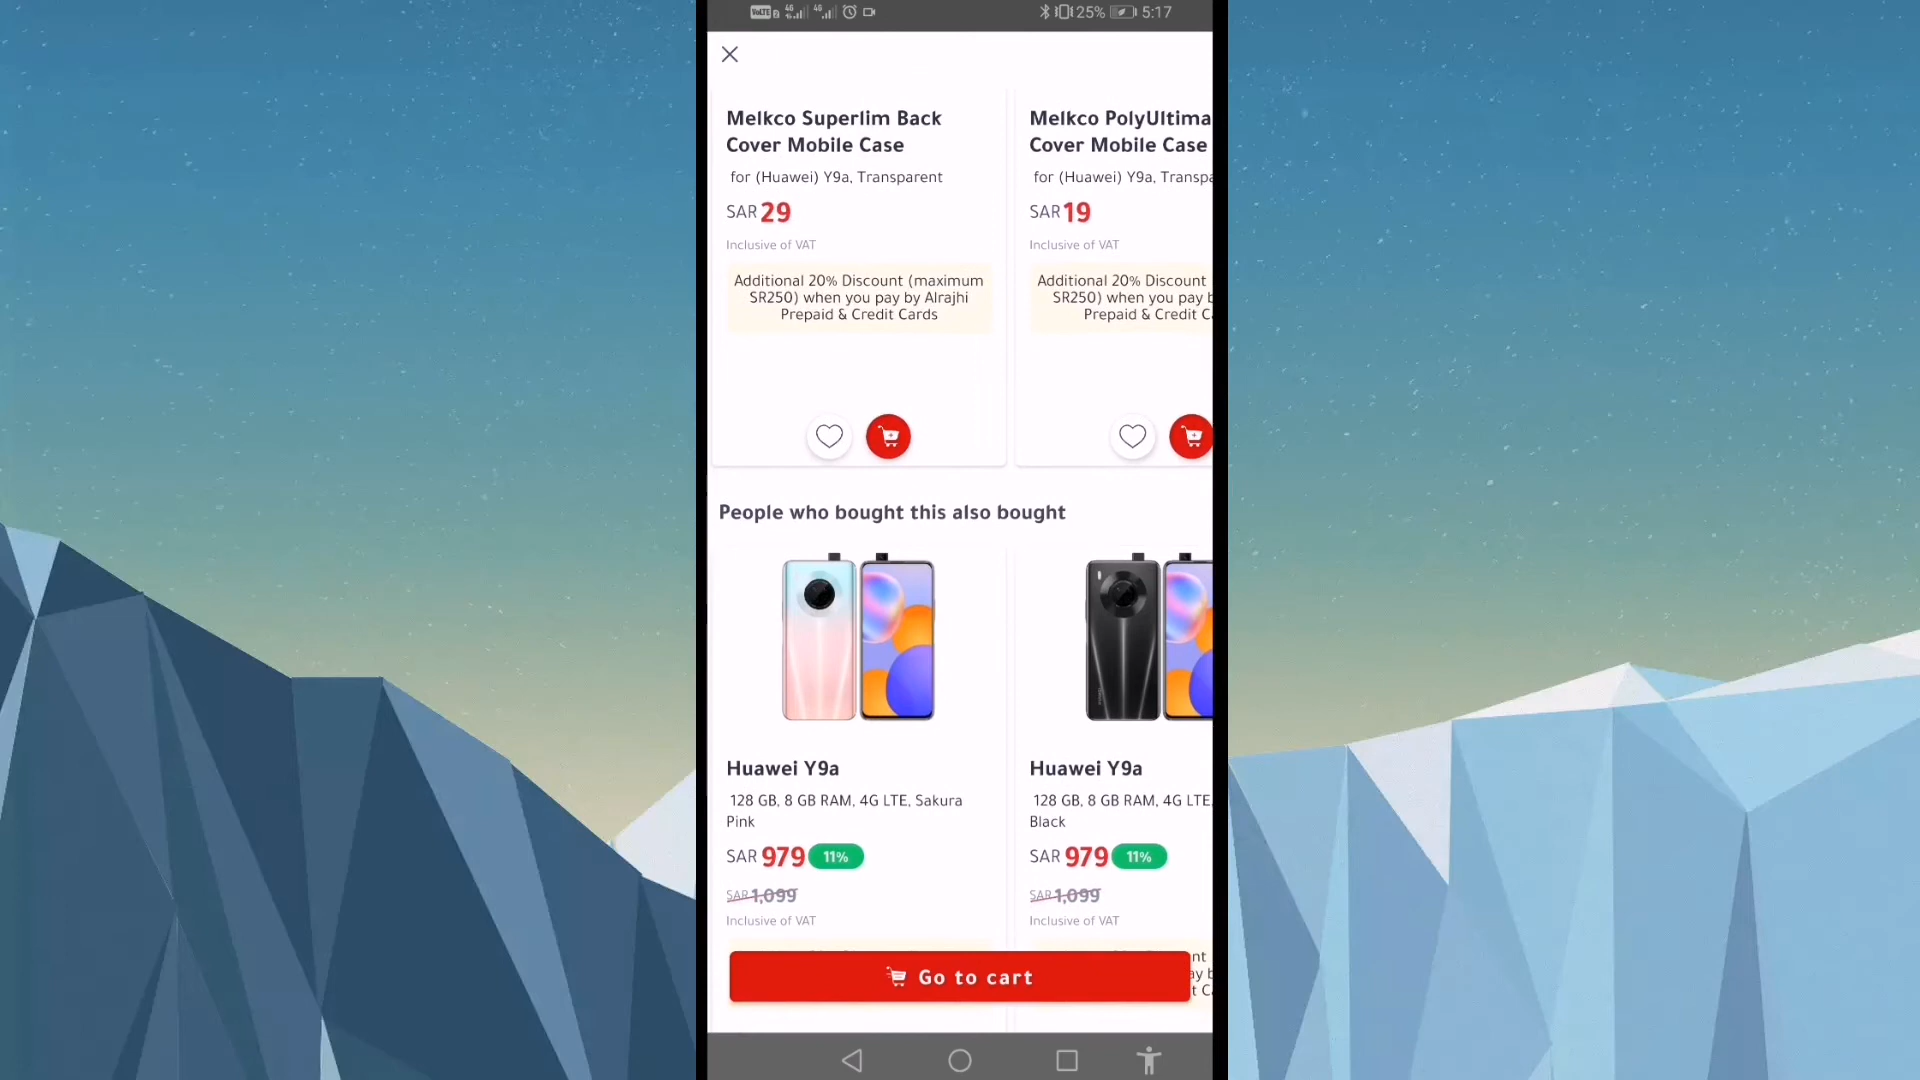 VoLTE 4G 4G 25% 5:17
Melkco Superlim Back
Cover Mobile Case
for (Huawei) Y9a, Transparent
SAR 29
Inclusive of VAT
Additional 20% Discount (maximum
SR250) when you pay by Alrajhi
Prepaid & Credit Cards
Melkco PolyUltima
Cover Mobile Case
for (Huawei) Y9a, Transpa
SAR 19
Inclusive of VAT
Additional 20% Discount
SR250) when you pay b
Prepaid & Credit C
People who bought this also bought
Huawei Y9a
128 GB, 8 GB RAM, 4G LTE, Sakura
Pink
SAR 979 11%
SAR 1,099
Inclusive of VAT
Huawei Y9a
128 GB, 8 GB RAM, 4G LTE,
Black
SAR 979 11%
SAR 1,099
Inclusive of VAT
nt
ay b
t C
Go to cart